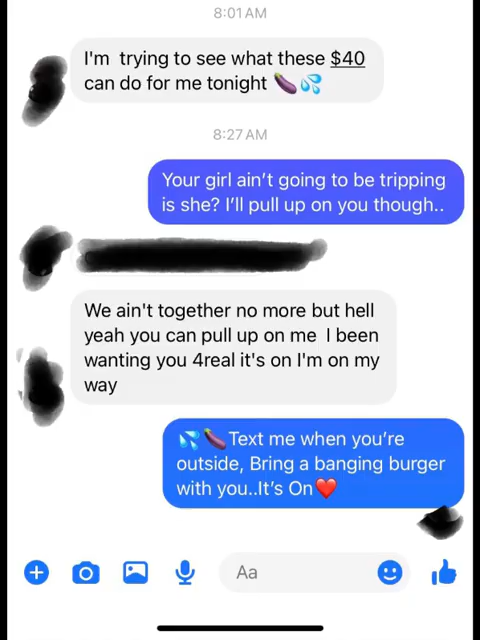 8:01 AM
I'm  trying to see what these $40
can do for me tonight 🍆💦
8:27 AM
Your girl ain’t going to be tripping
is she? I’ll pull up on you though..
We ain't together no more but hell
yeah you can pull up on me  I been
wanting you 4real it's on I'm on my
way
💦🍆Text me when you’re
outside, Bring a banging burger
with you..It’s On❤️
Aa